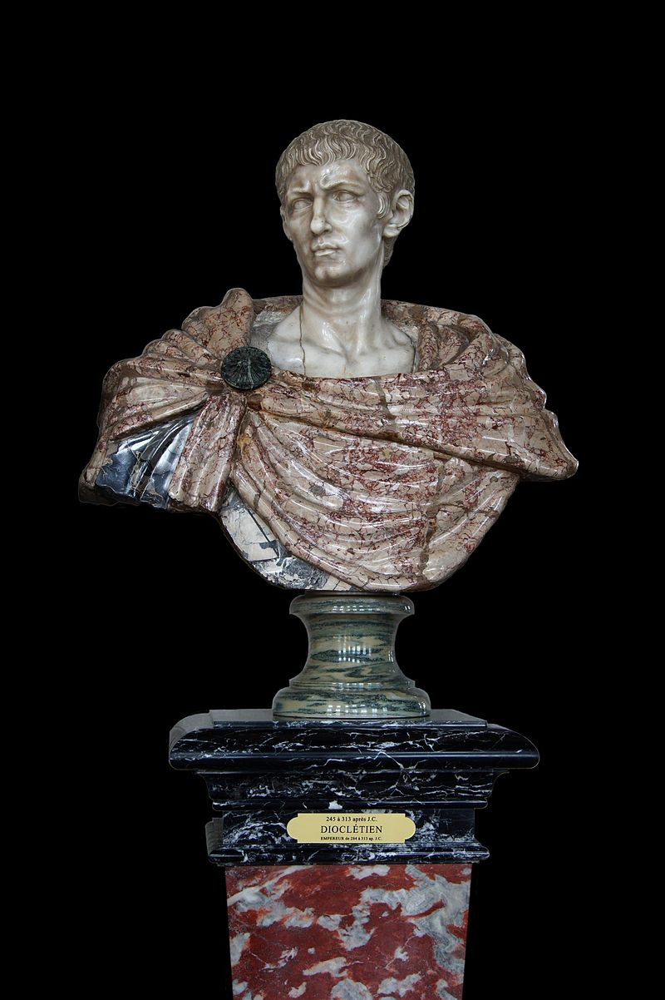 245 à 313 après J.C.
DIOCLÉTIEN
EMPEREUR de 284 à 313 ap. J.C.